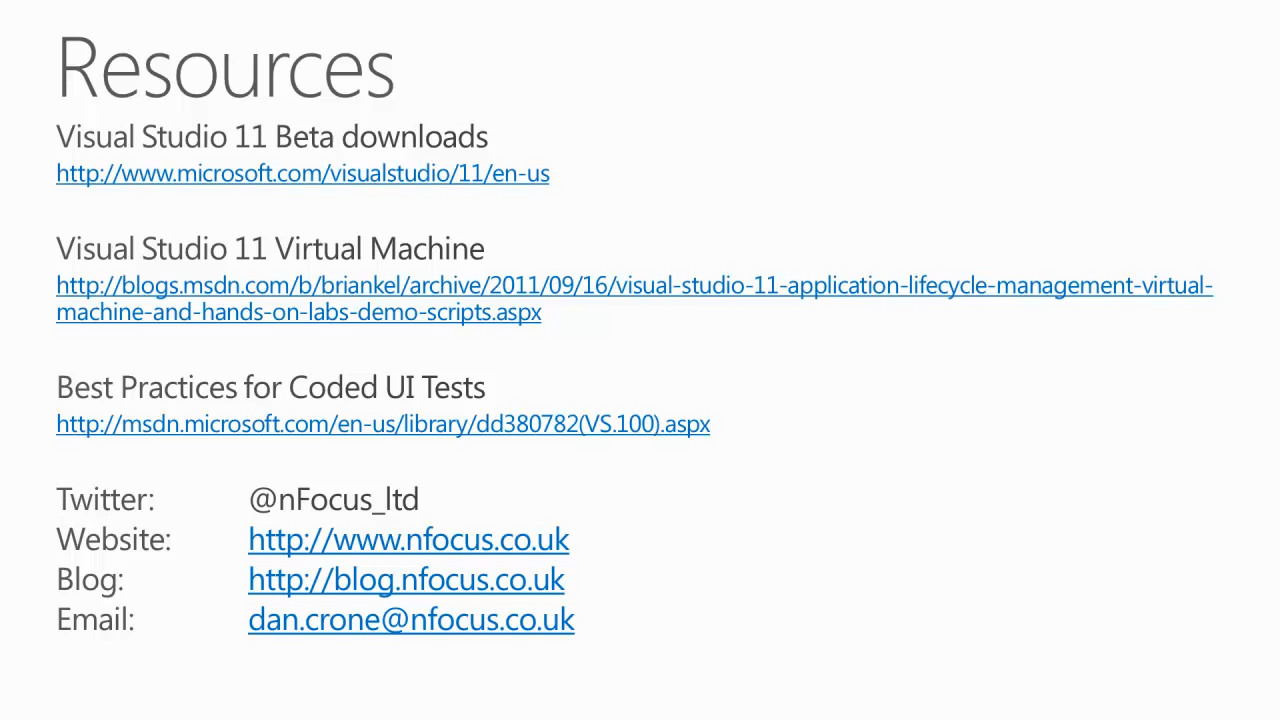 Resources
Visual Studio 11 Beta downloads
http://www.microsoft.com/visualstudio/11/en-us
Visual Studio 11 Virtual Machine
http://blogs.msdn.com/b/briankel/archive/2011/09/16/visual-studio-11-application-lifecycle-management-virtual-
machine-and-hands-on-labs-demo-scripts.aspx
Best Practices for Coded UI Tests
http://msdn.microsoft.com/en-us/library/dd380782(VS.100).aspx
Twitter: @nFocus_ltd
Website: http://www.nfocus.co.uk
Blog: http://blog.nfocus.co.uk
Email: dan.crone@nfocus.co.uk